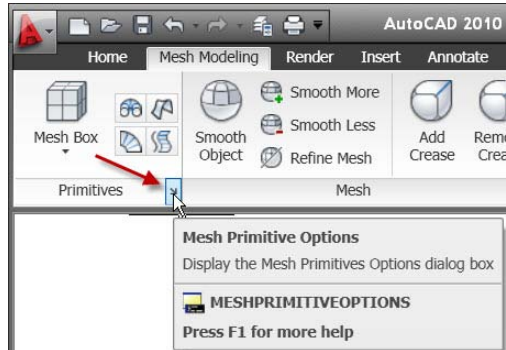 AutoCAD 2010
Home Mesh Modeling Render Insert Annotate
Mesh Box
Smooth Object
Smooth More
Smooth Less
Refine Mesh
Add Crease
Primitives
Mesh
Mesh Primitive Options
Display the Mesh Primitives Options dialog box
MESHPRIMITIVEOPTIONS
Press F1 for more help